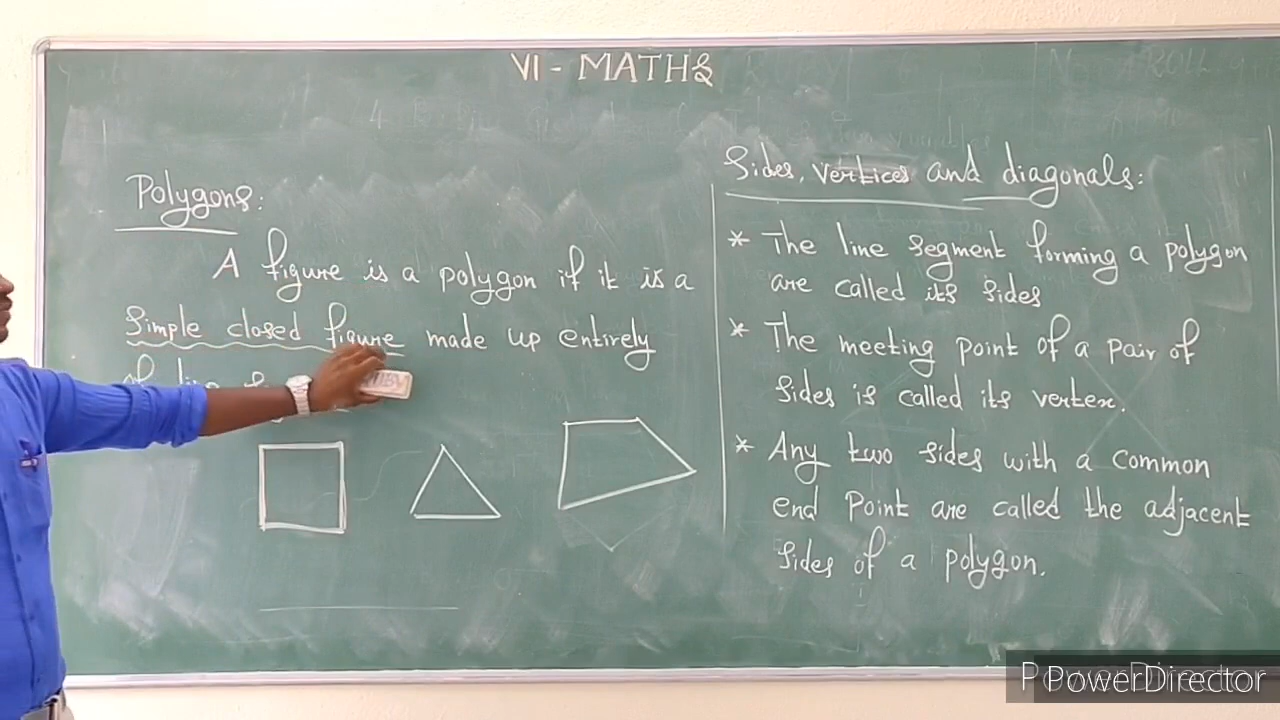 VI - MATHS
Polygons:
A figure is a polygon if it is a
Simple closed figure made up entirely
of line
Sides, vertices and diagonals:
* The line segment forming a polygon
are called its sides
* The meeting point of a pair of
sides is called its vertex.
* Any two sides with a common
end point are called the adjacent
sides of a polygon.
PowerDirector